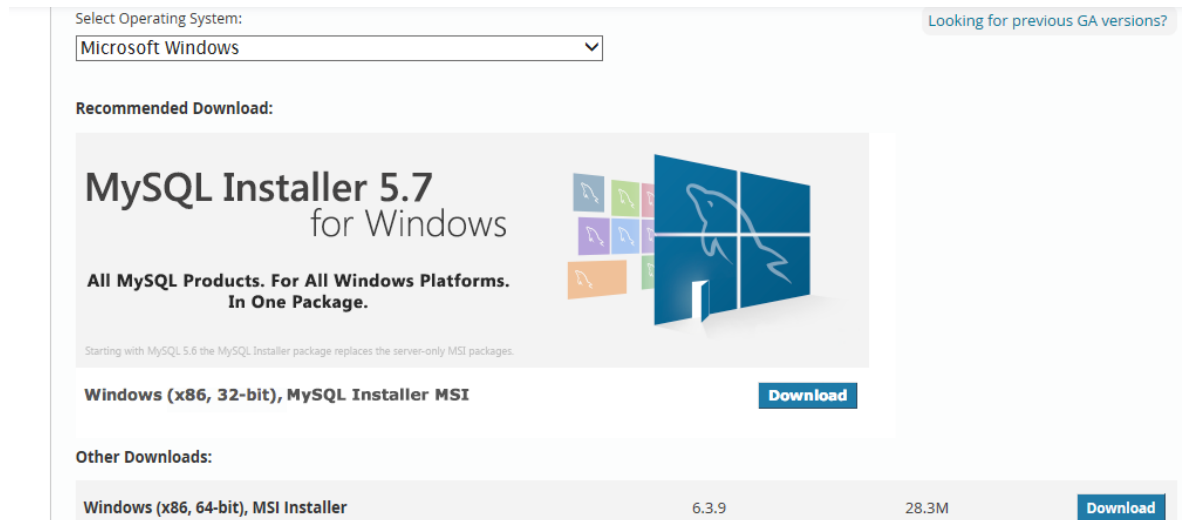 Select Operating System:
Looking for previous GA versions?
Microsoft Windows
Recommended Download:
MySQL Installer 5.7
for Windows
All MySQL Products. For All Windows Platforms.
In One Package.
Starting with MySQL 5.6 the MySQL Installer package replaces the server-only MSI packages.
Windows (x86, 32-bit), MySQL Installer MSI Download
Other Downloads:
Windows (x86, 64-bit), MSI Installer 6.3.9 28.3M Download